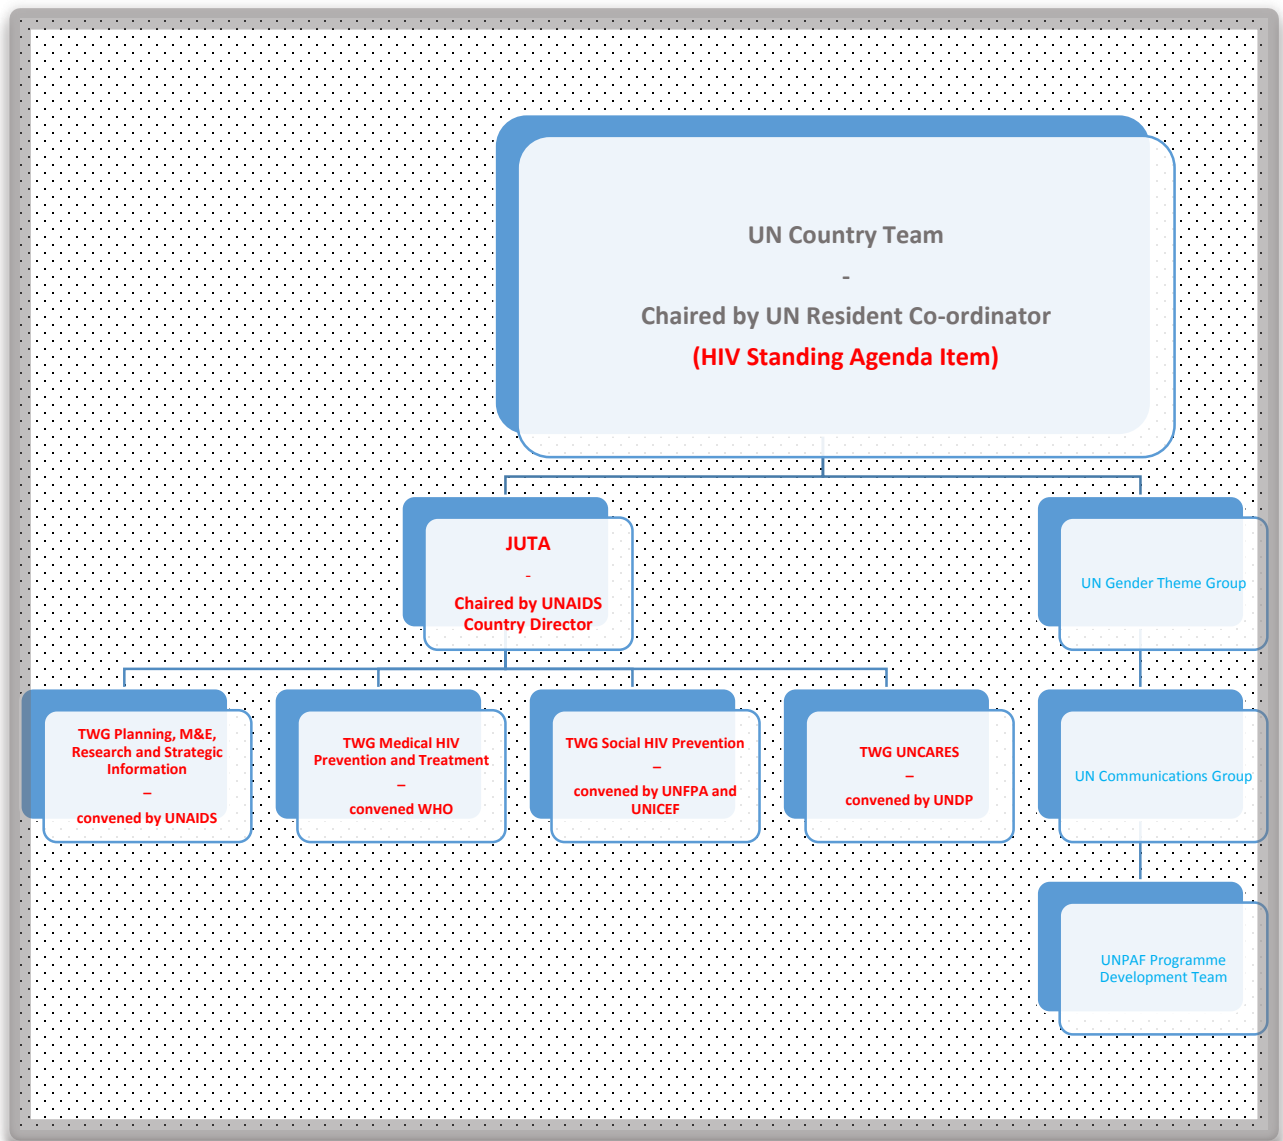 UN Country Team
-
Chaired by UN Resident Co-ordinator
(HIV Standing Agenda Item)
JUTA
-
Chaired by UNAIDS
Country Director
UN Gender Theme Group
TWG Planning, M&E,
Research and Strategic
Information
–
convened by UNAIDS
TWG Medical HIV
Prevention and Treatment
–
convened WHO
TWG Social HIV Prevention
–
convened by UNFPA and
UNICEF
TWG UNCARES
–
convened by UNDP
UN Communications Group
UNPAF Programme
Development Team